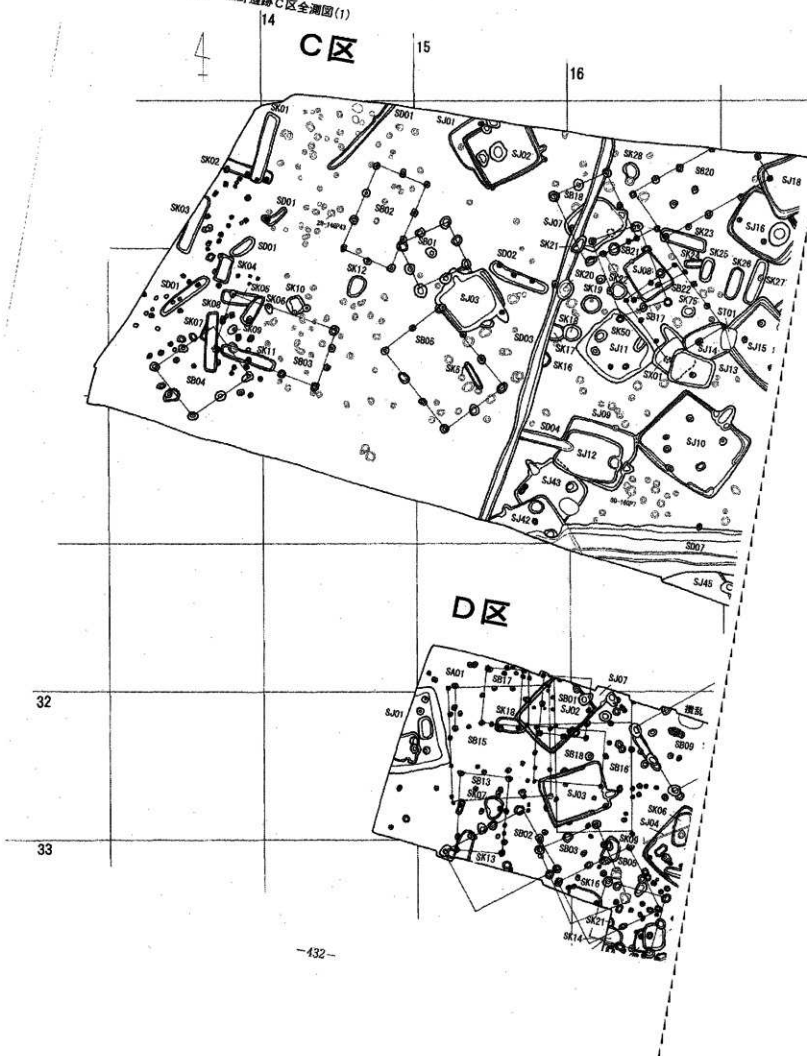 跡C区全測図(1)
14
C区
15
16
SK01
SD01
SJ01
SJ02
SK02
SK28
SB20
SJ18
SK03
SD01
SB02
SB18
SJ07
SK23
SJ16
SB01
SK21
SB21
SK24
SK25
SK26
SD01
SK04
SD02
SK20
SJ08
SK27
SD01
SK05
SK10
SK12
SJ03
SK19
SB22
SK75
SK08
SK06
SB17
ST01
SK07
SK09
SD03
SK18
SK50
SJ14
SJ15
SK11
SB03
SB05
SK17
SJ11
SJ13
SB04
SK5
SK16
SK01
SJ09
SD04
SJ12
SJ10
SJ43
SJ42
SD07
SJ45
D区
32
SA01
SB17
SB01
SJ07
SJ01
SK18
SJ02
撹乱
SB15
SB09
SB18
SB16
SB13
SK07
SJ03
SK06
SJ04
33
SB02
SB03
SK09
SK13
SB05
SK16
SK21
SK14
-432-